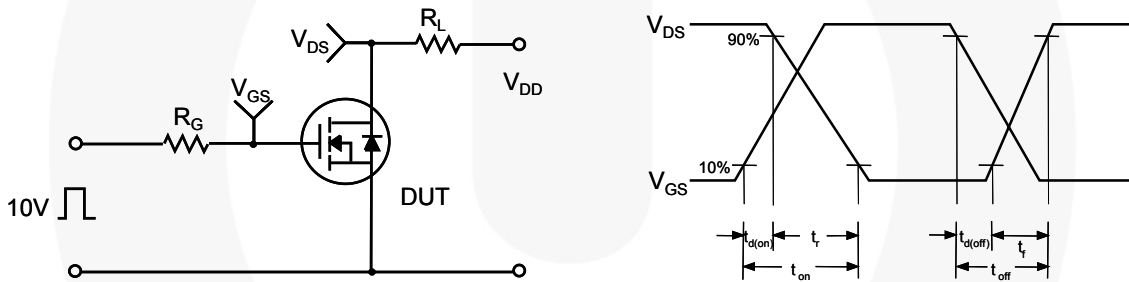 R_L
V_DS
V_DD
V_GS
R_G
10V
DUT
V_DS
90%
10%
V_GS
t_d(on)
t_r
t_d(off)
t_f
t_on
t_off